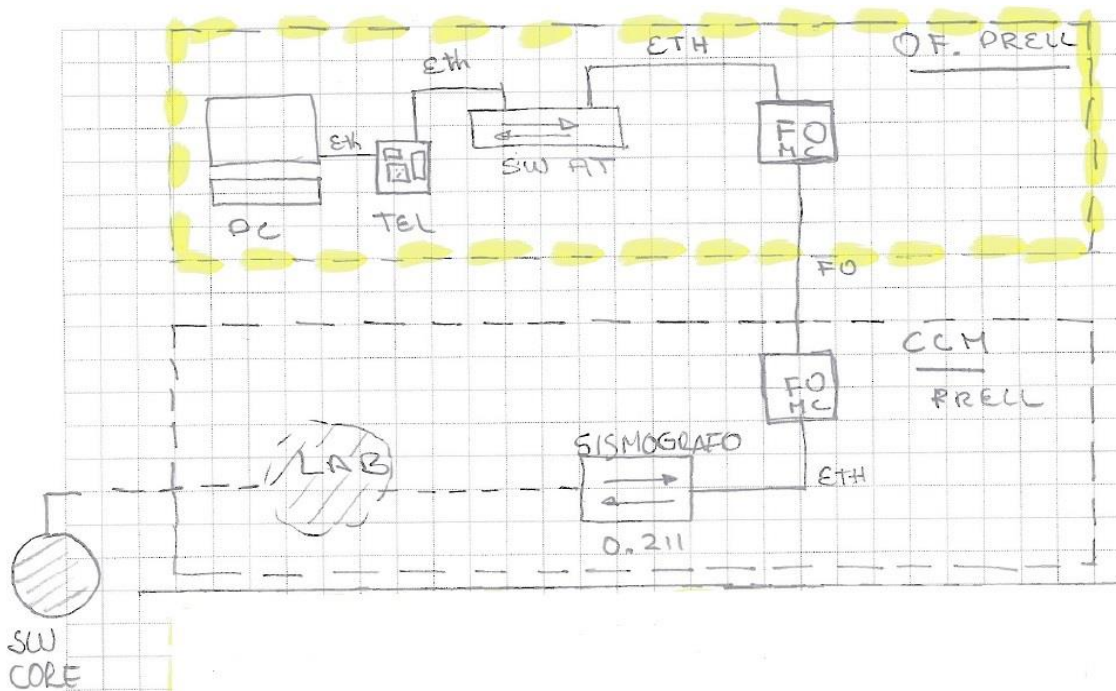 ETH
OF. PRELL
Eth
Eth
FO
MC
SW AT
PC
TEL
FO
CCM
PRELL
FO
MC
SISMOGRAFO
LAB
ETH
0.211
SW
CORE